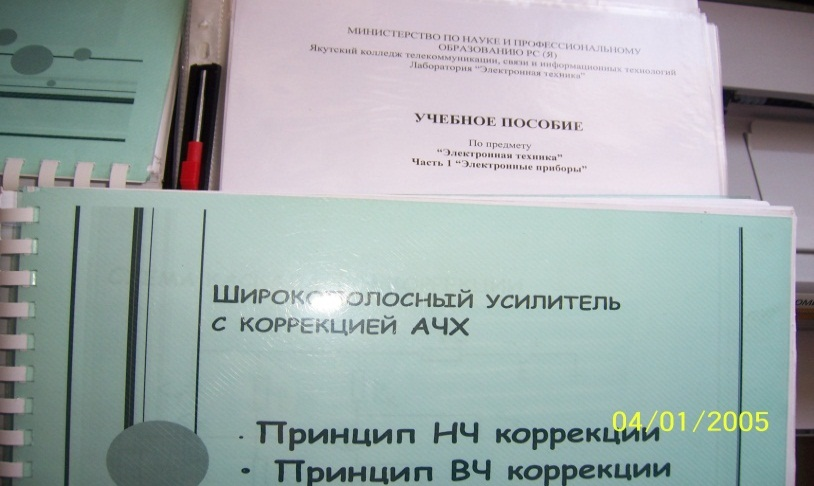 МИНИСТЕРСТВО ПО НАУКЕ И ПРОФЕССИОНАЛЬНОМУ
ОБРАЗОВАНИЮ РС (Я)
Якутский колледж телекоммуникации, связи и информационных технологий
Лаборатория "Электронная техника"
УЧЕБНОЕ ПОСОБИЕ
По предмету
"Электронная техника"
Часть 1 "Электронные приборы"
Широкополосный усилитель
с коррекцией АЧХ
· Принцип НЧ коррекции
• Принцип ВЧ коррекции
04/01/2005